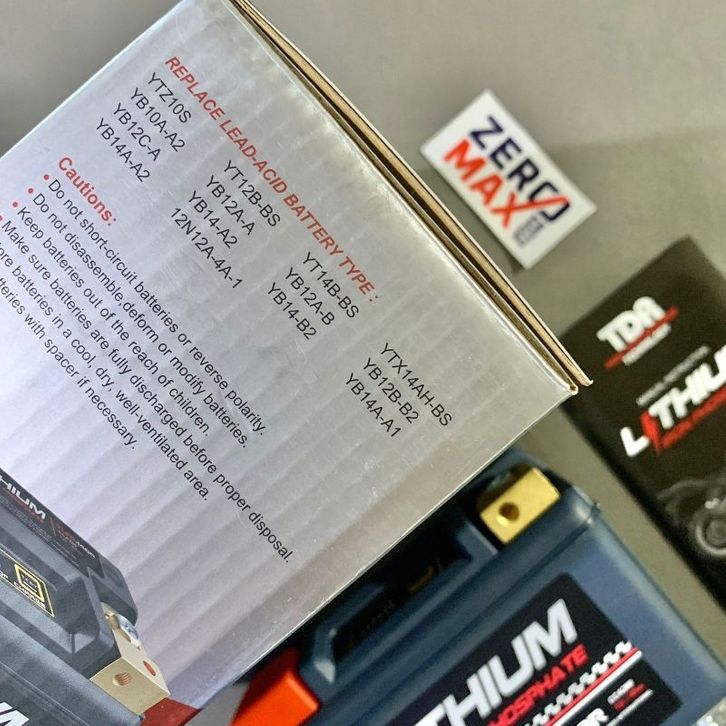 REPLACE LEAD-ACID BATTERY TYPE :
YTZ10S YT12B-BS YT14B-BS YTX14AH-BS
YB10A-A2 YB12A-A YB12A-B YB12B-B2
YB12C-A YB14-A2 YB14-B2 YB14A-A1
YB14A-A2 12N12A-4A-1
Cautions:
• Do not short-circuit batteries or reverse polarity.
• Do not disassemble,deform or modify batteries.
• Keep batteries out of the reach of children.
• Make sure batteries are fully discharged before proper disposal.
batteries in a cool, dry, well-ventilated area.
with spacer if necessary.
ZERO
MAX
TDR
LITHIU
THIUM
PHOSPHATE
HIUM